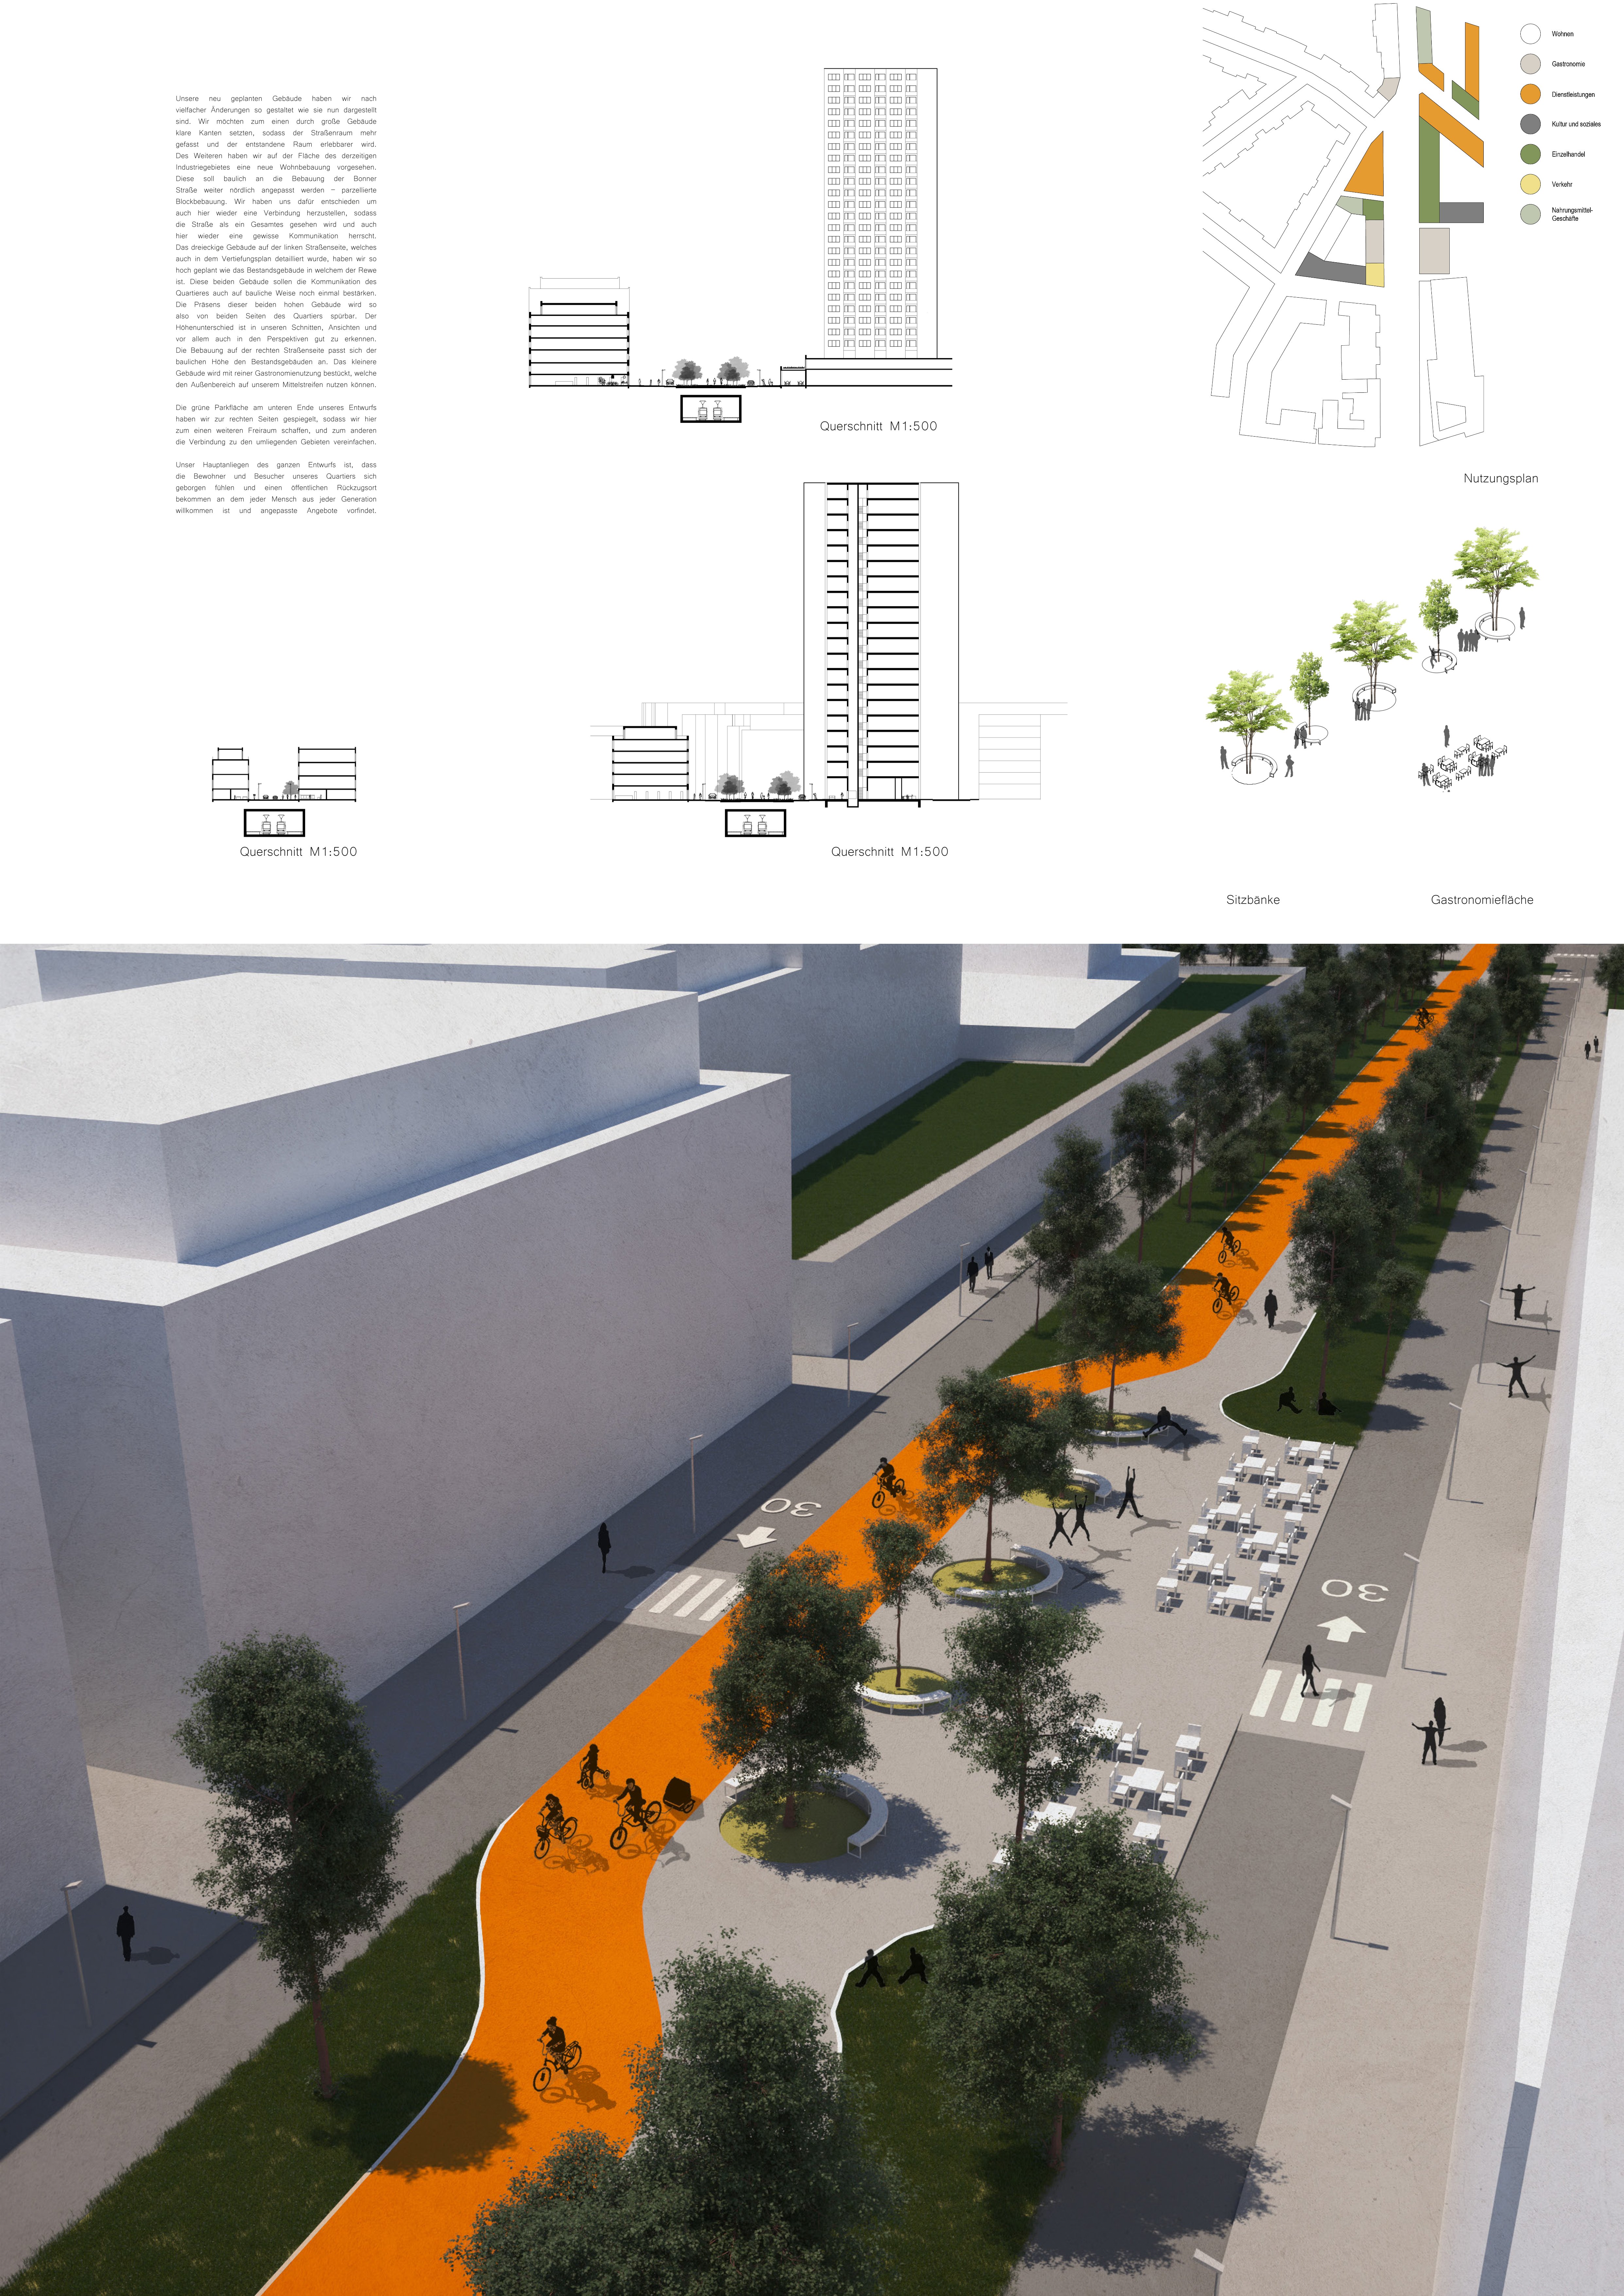 Unsere neu geplanten Gebäude haben wir nach
vielfacher Änderungen so gestaltet wie sie nun dargestellt
sind. Wir möchten zum einen durch große Gebäude
klare Kanten setzten, sodass der Straßenraum mehr
gefasst und der entstandene Raum erlebbarer wird.
Des Weiteren haben wir auf der Fläche des derzeitigen
Industriegebietes eine neue Wohnbebauung vorgesehen.
Diese soll baulich an die Bebauung der Bonner
Straße weiter nördlich angepasst werden – parzellierte
Blockbebauung. Wir haben uns dafür entschieden um
auch hier wieder eine Verbindung herzustellen, sodass
die Straße als ein Gesamtes gesehen wird und auch
hier wieder eine gewisse Kommunikation herrscht.
Das dreieckige Gebäude auf der linken Straßenseite, welches
auch in dem Vertiefungsplan detailliert wurde, haben wir so
hoch geplant wie das Bestandsgebäude in welchem der Rewe
ist. Diese beiden Gebäude sollen die Kommunikation des
Quartieres auch auf bauliche Weise noch einmal bestärken.
Die Präsens dieser beiden hohen Gebäude wird so
also von beiden Seiten des Quartiers spürbar. Der
Höhenunterschied ist in unseren Schnitten, Ansichten und
vor allem auch in den Perspektiven gut zu erkennen.
Die Bebauung auf der rechten Straßenseite passt sich der
baulichen Höhe den Bestandsgebäuden an. Das kleinere
Gebäude wird mit reiner Gastronomienutzung bestückt, welche
den Außenbereich auf unserem Mittelstreifen nutzen können.
Die grüne Parkfläche am unteren Ende unseres Entwurfs
haben wir zur rechten Seiten gespiegelt, sodass wir hier
zum einen weiteren Freiraum schaffen, und zum anderen
die Verbindung zu den umliegenden Gebieten vereinfachen.
Unser Hauptanliegen des ganzen Entwurfs ist, dass
die Bewohner und Besucher unseres Quartiers sich
geborgen fühlen und einen öffentlichen Rückzugsort
bekommen an dem jeder Mensch aus jeder Generation
willkommen ist und angepasste Angebote vorfindet.
Querschnitt M1:500
Querschnitt M1:500
Querschnitt M1:500
Wohnen
Gastronomie
Dienstleistungen
Kultur und soziales
Einzelhandel
Verkehr
Nahrungsmittel-
Geschäfte
Nutzungsplan
Sitzbänke
Gastronomiefläche
30
30